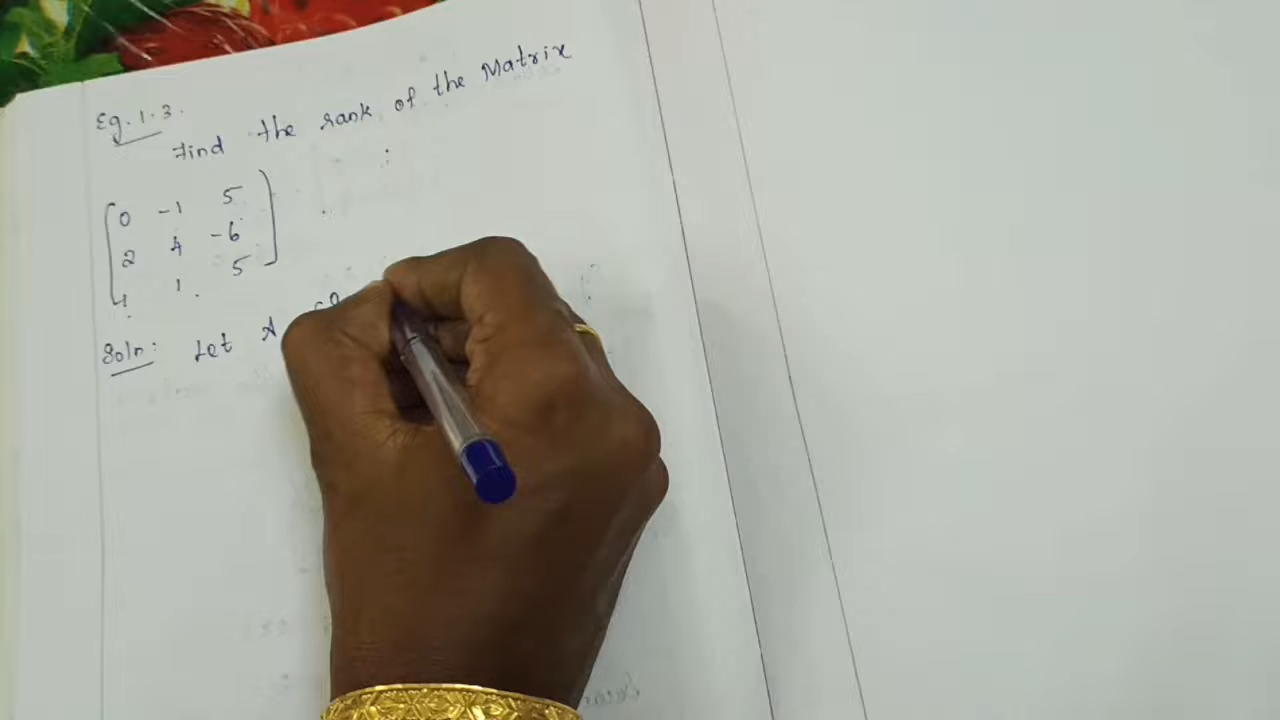 Eg. 1.3.
Find the rank of the Matrix
0 -1 5
2 4 -6
1 1 5
Soln: Let A